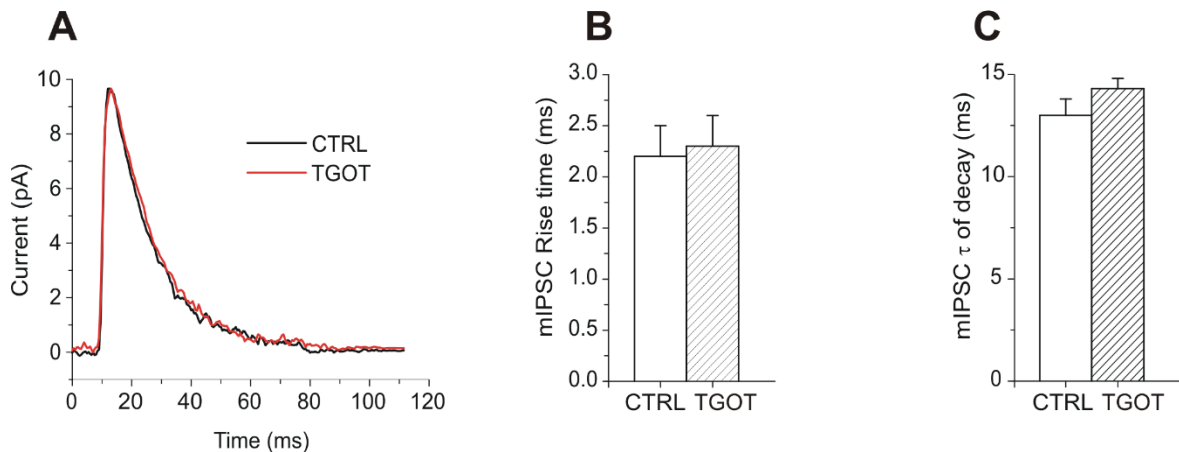 A
Current (pA)
10
8
6
4
2
0
CTRL
TGOT
0 20 40 60 80 100 120
Time (ms)
B
mIPSC Rise time (ms)
3.0
2.5
2.0
1.5
1.0
0.5
0.0
CTRL TGOT
C
mIPSC τ of decay (ms)
15
10
5
0
CTRL TGOT